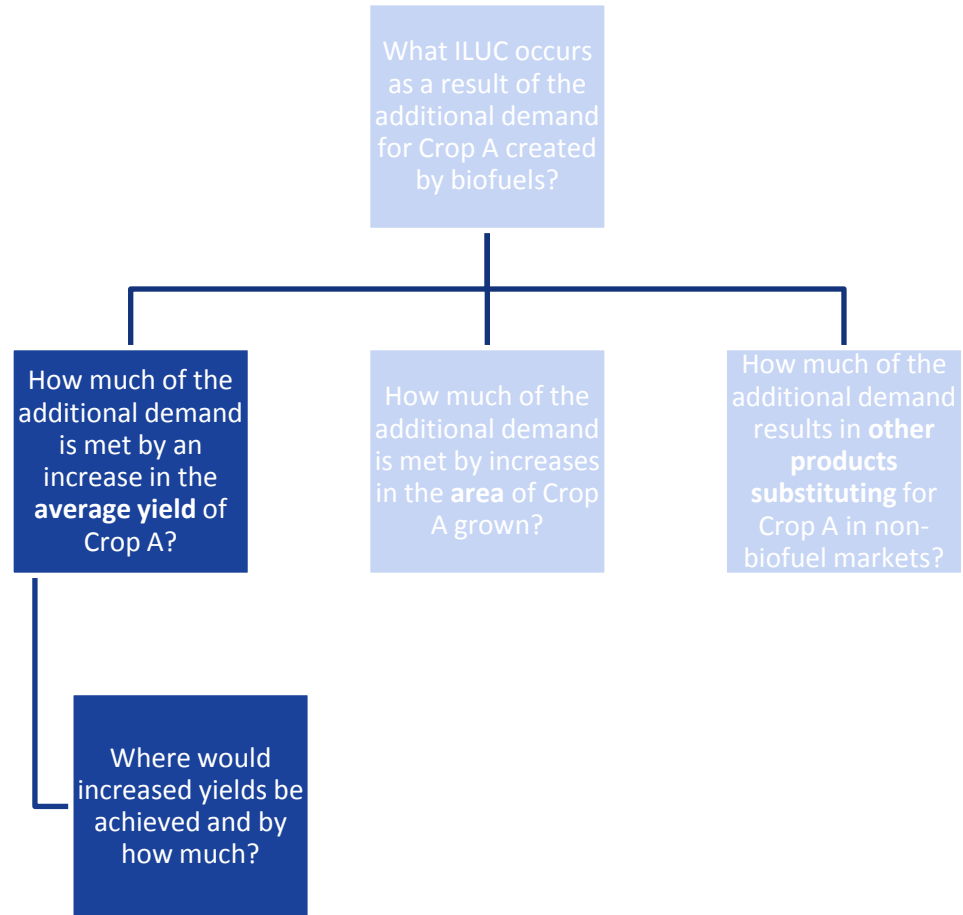 What ILUC occurs
as a result of the
additional demand
for Crop A created
by biofuels?
How much of the
additional demand
is met by an
increase in the
average yield of
Crop A?
How much of the
additional demand
is met by increases
in the area of Crop
A grown?
How much of the
additional demand
results in other
products
substituting for
Crop A in non-
biofuel markets?
Where would
increased yields be
achieved and by
how much?